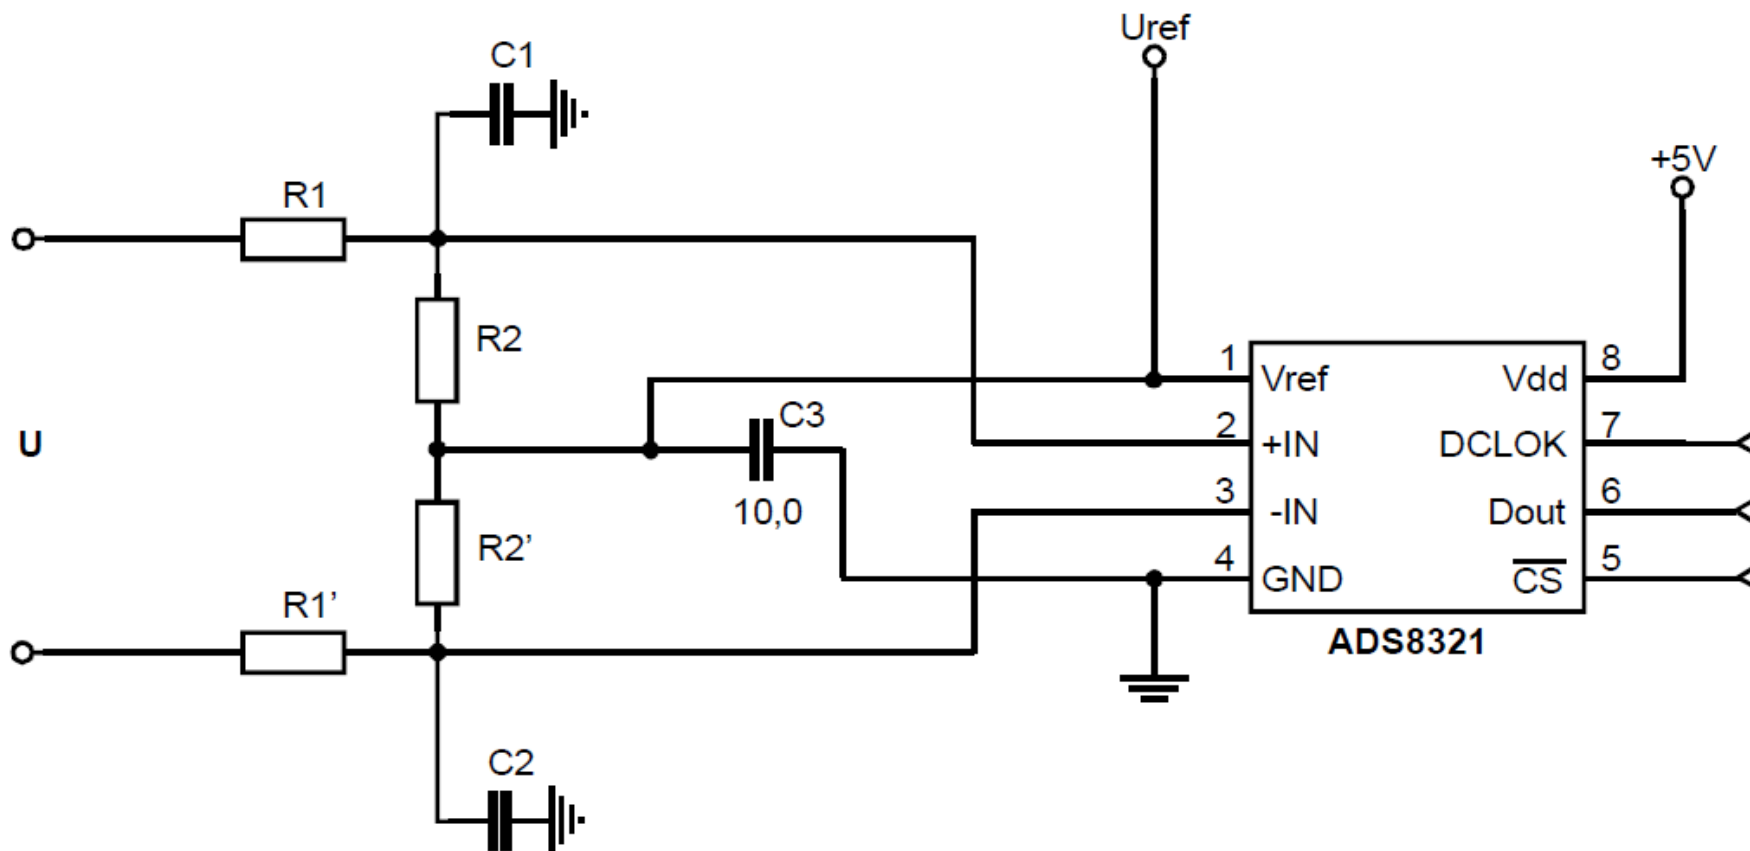 Uref
C1
+5V
R1
R2
1
Vref
Vdd
8
C3
U
2
+IN
DCLOK
7
10,0
3
-IN
Dout
6
R2’
4
GND
CS
5
R1’
ADS8321
C2